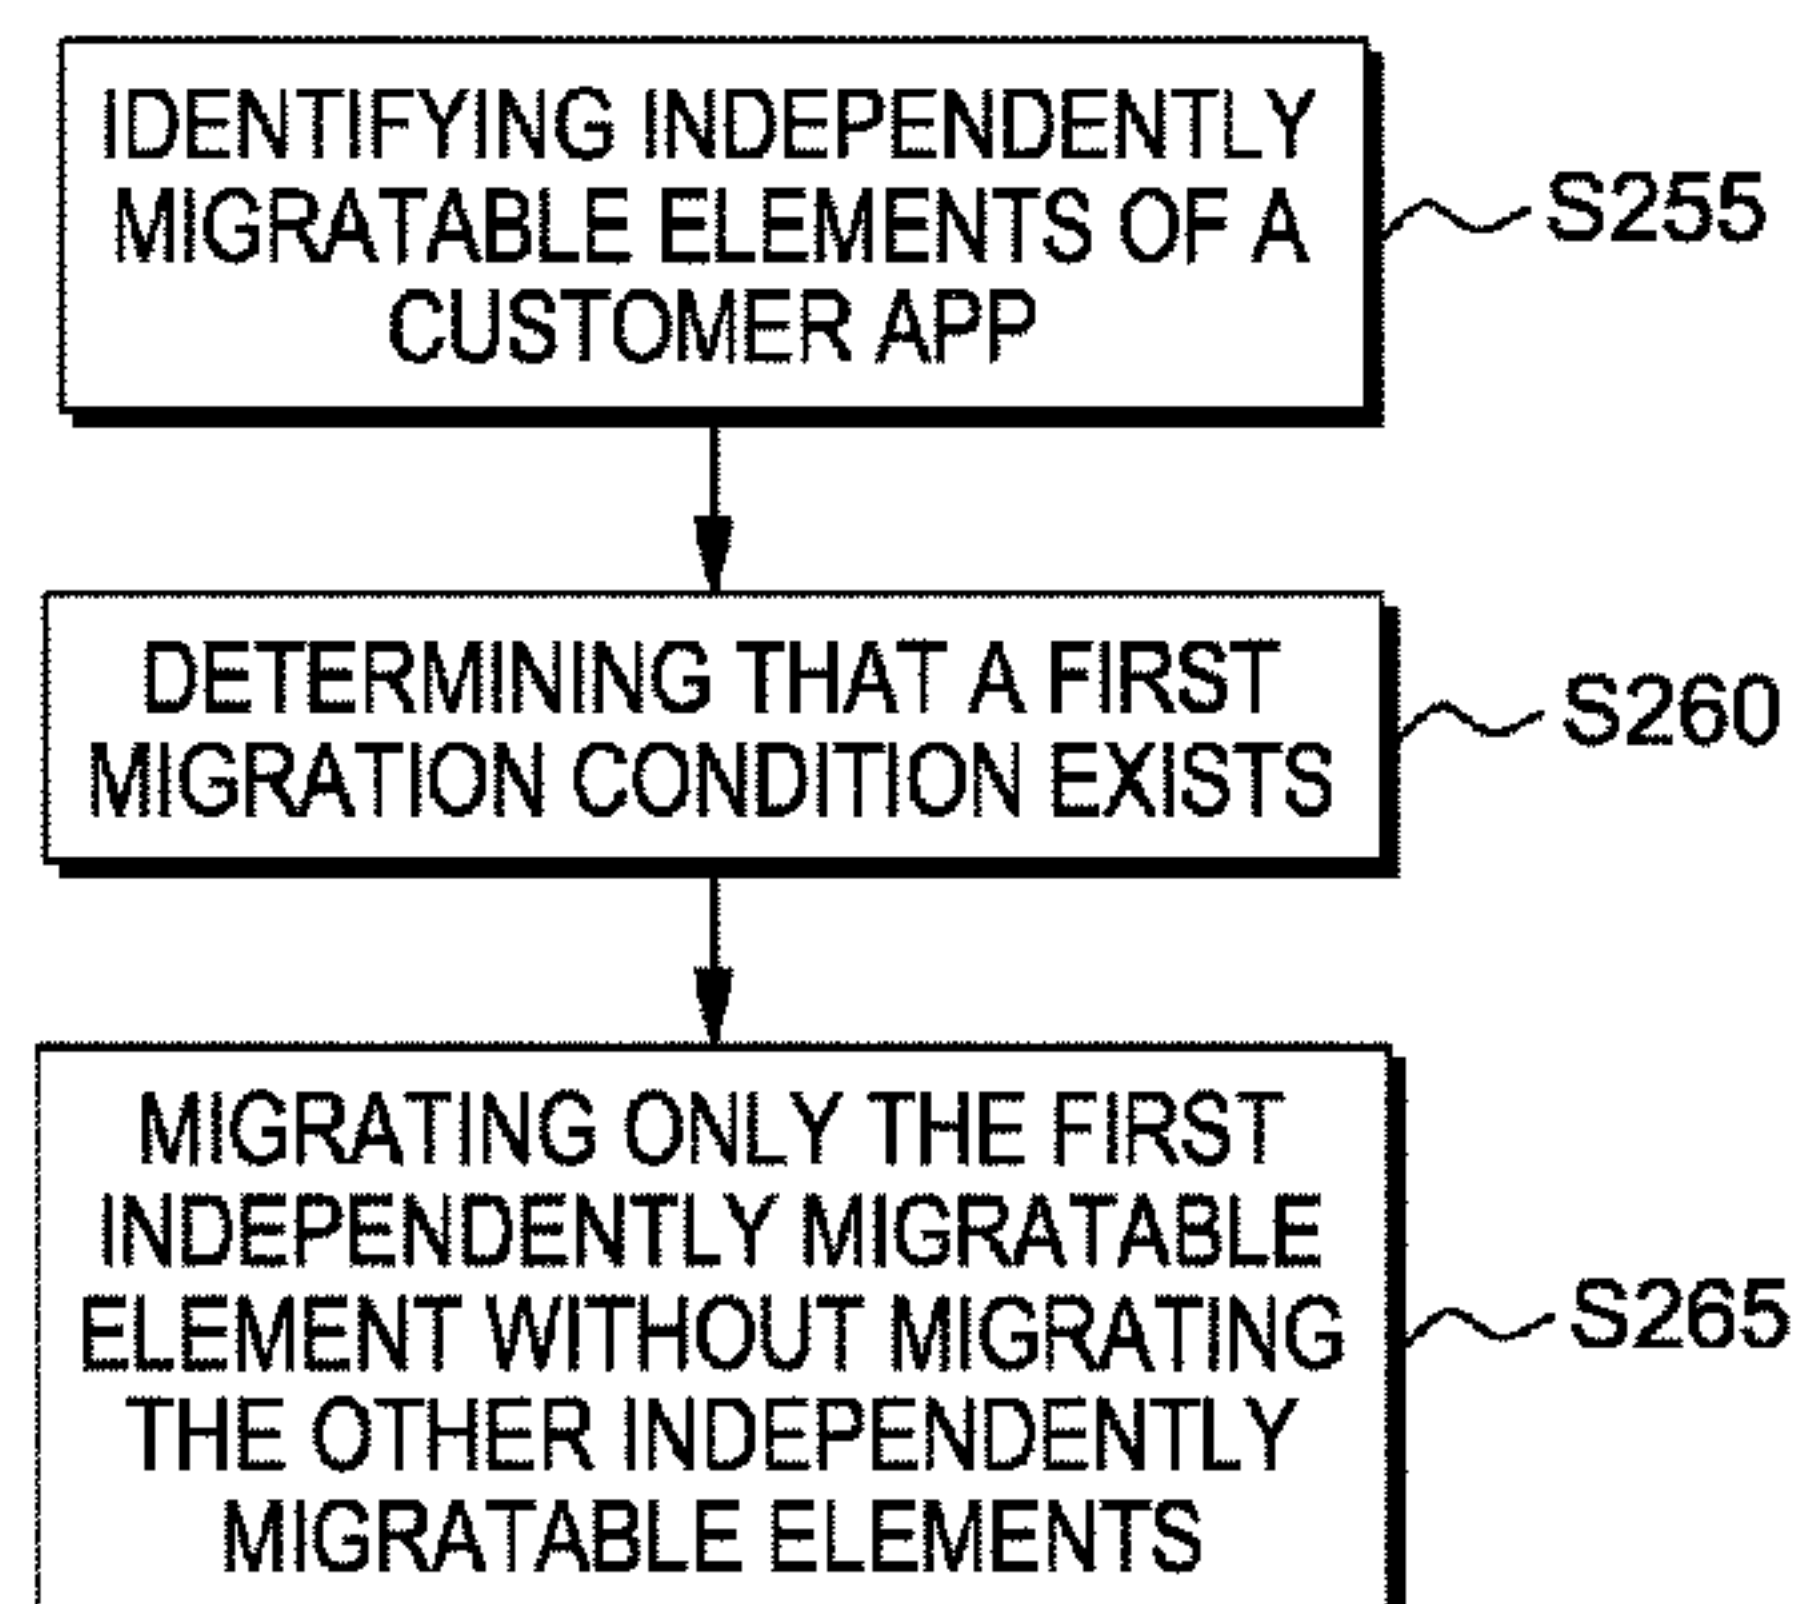 IDENTIFYING INDEPENDENTLY
MIGRATABLE ELEMENTS OF A
CUSTOMER APP
S255
DETERMINING THAT A FIRST
MIGRATION CONDITION EXISTS
S260
MIGRATING ONLY THE FIRST
INDEPENDENTLY MIGRATABLE
ELEMENT WITHOUT MIGRATING
THE OTHER INDEPENDENTLY
MIGRATABLE ELEMENTS
S265